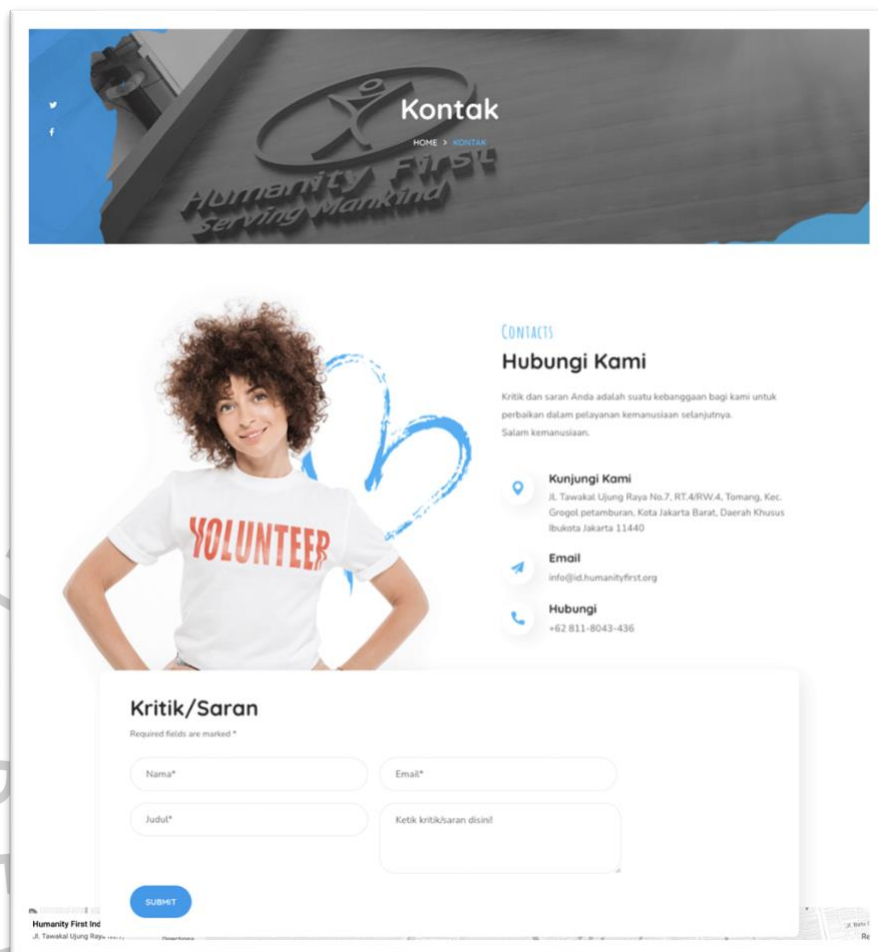 Kontak
HOME > KONTAK
Humanity First
Serving Mankind
CONTACTS
Hubungi Kami
Kritik dan saran Anda adalah suatu kebanggaan bagi kami untuk
perbaikan dalam pelayanan kemanusiaan selanjutnya.
Salam kemanusiaan.
VOLUNTEER
Kunjungi Kami
Jl. Tawakal Ujung Raya No.7, RT.4/RW.4, Tomang, Kec.
Grogol petamburan, Kota Jakarta Barat, Daerah Khusus
Ibukota Jakarta 11440
Email
info@id.humanityfirst.org
Hubungi
+62 811-8043-436
Kritik/Saran
Required fields are marked *
Nama*
Email*
Judul*
Ketik kritik/saran disini!
SUBMIT
Humanity First Ind
Jl. Tawakal Ujung Raya